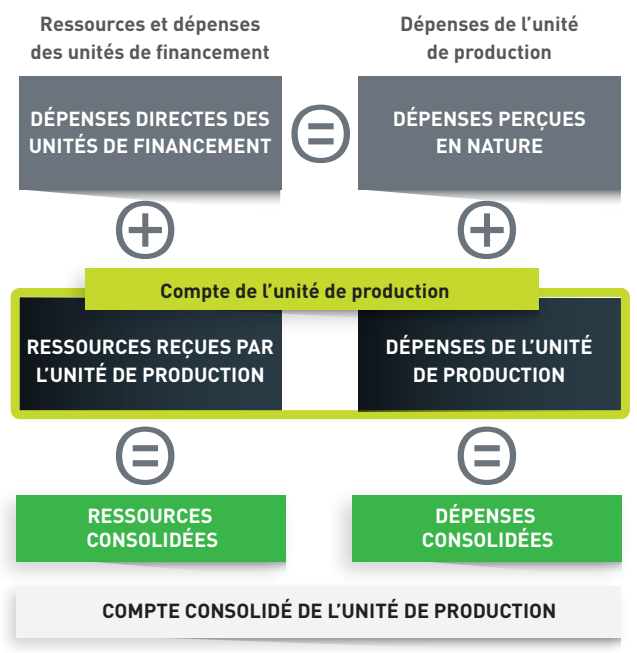 Ressources et dépenses
des unités de financement
Dépenses de l'unité
de production
DÉPENSES DIRECTES DES
UNITÉS DE FINANCEMENT
=
DÉPENSES PERÇUES
EN NATURE
+
+
Compte de l'unité de production
RESSOURCES REÇUES PAR
L'UNITÉ DE PRODUCTION
DÉPENSES DE L'UNITÉ
DE PRODUCTION
=
=
RESSOURCES
CONSOLIDÉES
DÉPENSES
CONSOLIDÉES
COMPTE CONSOLIDÉ DE L'UNITÉ DE PRODUCTION